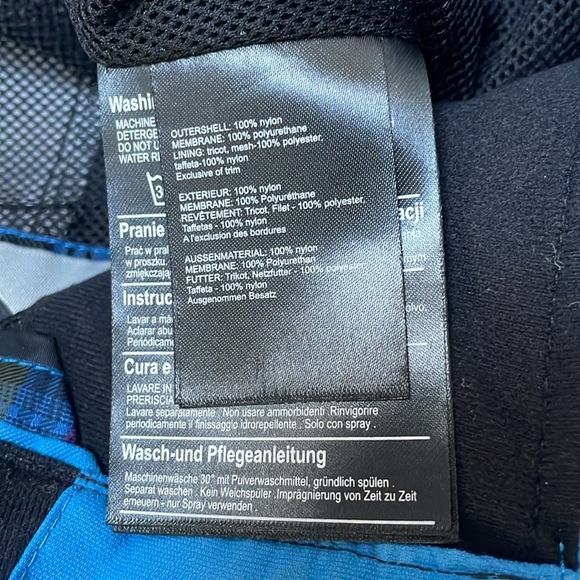 Washi
MACHINE
DETERGE
DO NOT U
WATER RE
OUTERSHELL: 100% nylon
MEMBRANE: 100% polyurethane
LINING: tricot, mesh-100% polyester.
taffeta-100% nylon
Exclusive of trim
EXTERIEUR: 100% nylon
MEMBRANE: 100% Polyuréthane
REVÊTEMENT: Tricot. Filet - 100% polyester.
Taffetas - 100% nylon
A l'exclusion des bordures
AUSSENMATERIAL: 100% nylon
MEMBRANE: 100% Polyurethan
FUTTER: Trikot, Netzfutter - 100% polyester.
Taffeta - 100% nylon
Ausgenommen Besatz
Pranie
acji
Prać w pral
w proszku.
zmiękczają
Instruc
Lavar a má
Aclarar abu
Periódicame
Cura e
LAVARE IN
PRERISCIA
Lavare separatamente . Non usare ammorbidenti .Rinvigorire
periodicamente il finissaggio idrorepellente . Solo con spray .
Wasch-und Pflegeanleitung
Maschinenwäsche 30° mit Pulverwaschmittel, gründlich spülen .
Separat waschen . Kein Weichspüler .Imprägnierung von Zeit zu Zeit
erneuern - nur Spray verwenden .